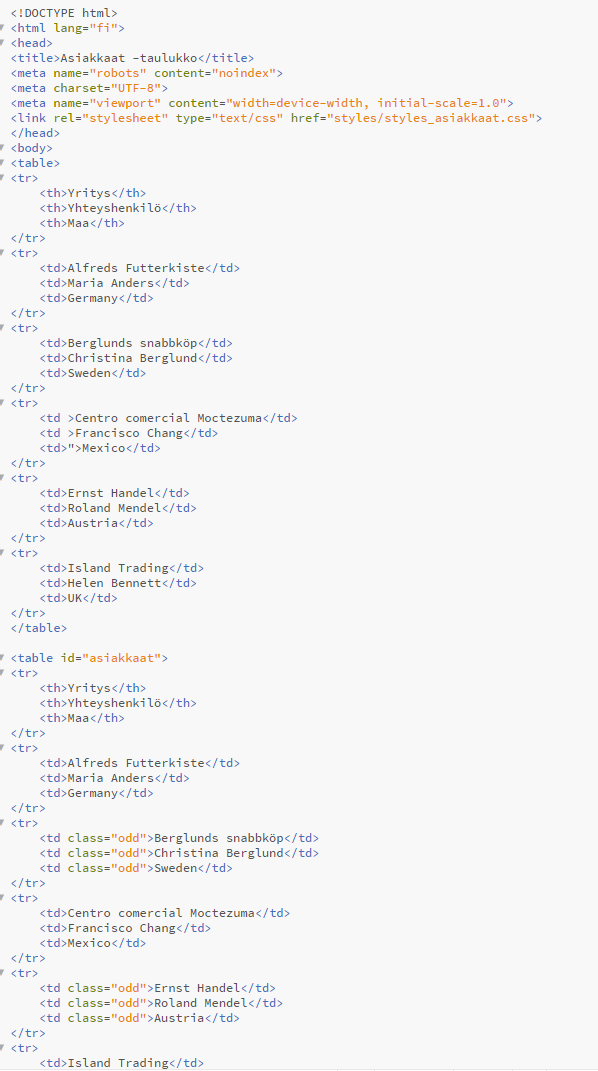 <!DOCTYPE html>
<html lang="fi">
<head>
<title>Asiakkaat -taulukko</title>
<meta name="robots" content="noindex">
<meta charset="UTF-8">
<meta name="viewport" content="width=device-width, initial-scale=1.0">
<link rel="stylesheet" type="text/css" href="styles/styles_asiakkaat.css">
</head>
<body>
<table>
<tr>
    <th>Yritys</th>
    <th>Yhteyshenkilö</th>
    <th>Maa</th>
</tr>
<tr>
    <td>Alfreds Futterkiste</td>
    <td>Maria Anders</td>
    <td>Germany</td>
</tr>
<tr>
    <td>Berglunds snabbköp</td>
    <td>Christina Berglund</td>
    <td>Sweden</td>
</tr>
<tr>
    <td >Centro comercial Moctezuma</td>
    <td >Francisco Chang</td>
    <td>">Mexico</td>
</tr>
<tr>
    <td>Ernst Handel</td>
    <td>Roland Mendel</td>
    <td>Austria</td>
</tr>
<tr>
    <td>Island Trading</td>
    <td>Helen Bennett</td>
    <td>UK</td>
</tr>
</table>

<table id="asiakkaat">
<tr>
    <th>Yritys</th>
    <th>Yhteyshenkilö</th>
    <th>Maa</th>
</tr>
<tr>
    <td>Alfreds Futterkiste</td>
    <td>Maria Anders</td>
    <td>Germany</td>
</tr>
<tr>
    <td class="odd">Berglunds snabbköp</td>
    <td class="odd">Christina Berglund</td>
    <td class="odd">Sweden</td>
</tr>
<tr>
    <td>Centro comercial Moctezuma</td>
    <td>Francisco Chang</td>
    <td>Mexico</td>
</tr>
<tr>
    <td class="odd">Ernst Handel</td>
    <td class="odd">Roland Mendel</td>
    <td class="odd">Austria</td>
</tr>
<tr>
    <td>Island Trading</td>